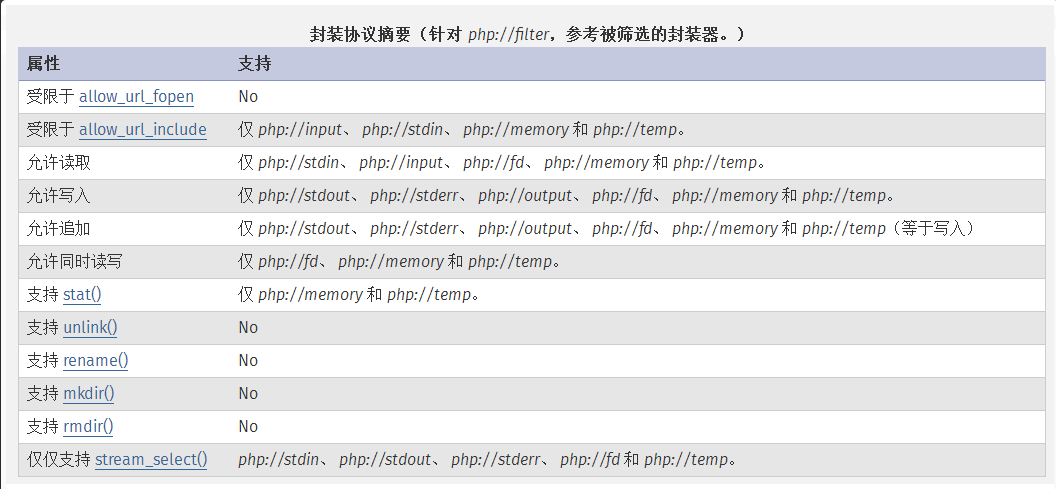 封装协议摘要（针对 php://filter，参考被筛选的封装器。）
属性 支持
受限于 allow_url_fopen No
受限于 allow_url_include 仅 php://input、 php://stdin、 php://memory 和 php://temp。
允许读取 仅 php://stdin、 php://input、 php://fd、 php://memory 和 php://temp。
允许写入 仅 php://stdout、 php://stderr、 php://output、 php://fd、 php://memory 和 php://temp。
允许追加 仅 php://stdout、 php://stderr、 php://output、 php://fd、 php://memory 和 php://temp（等于写入）
允许同时读写 仅 php://fd、 php://memory 和 php://temp。
支持 stat() 仅 php://memory 和 php://temp。
支持 unlink() No
支持 rename() No
支持 mkdir() No
支持 rmdir() No
仅仅支持 stream_select() php://stdin、 php://stdout、 php://stderr、 php://fd 和 php://temp。